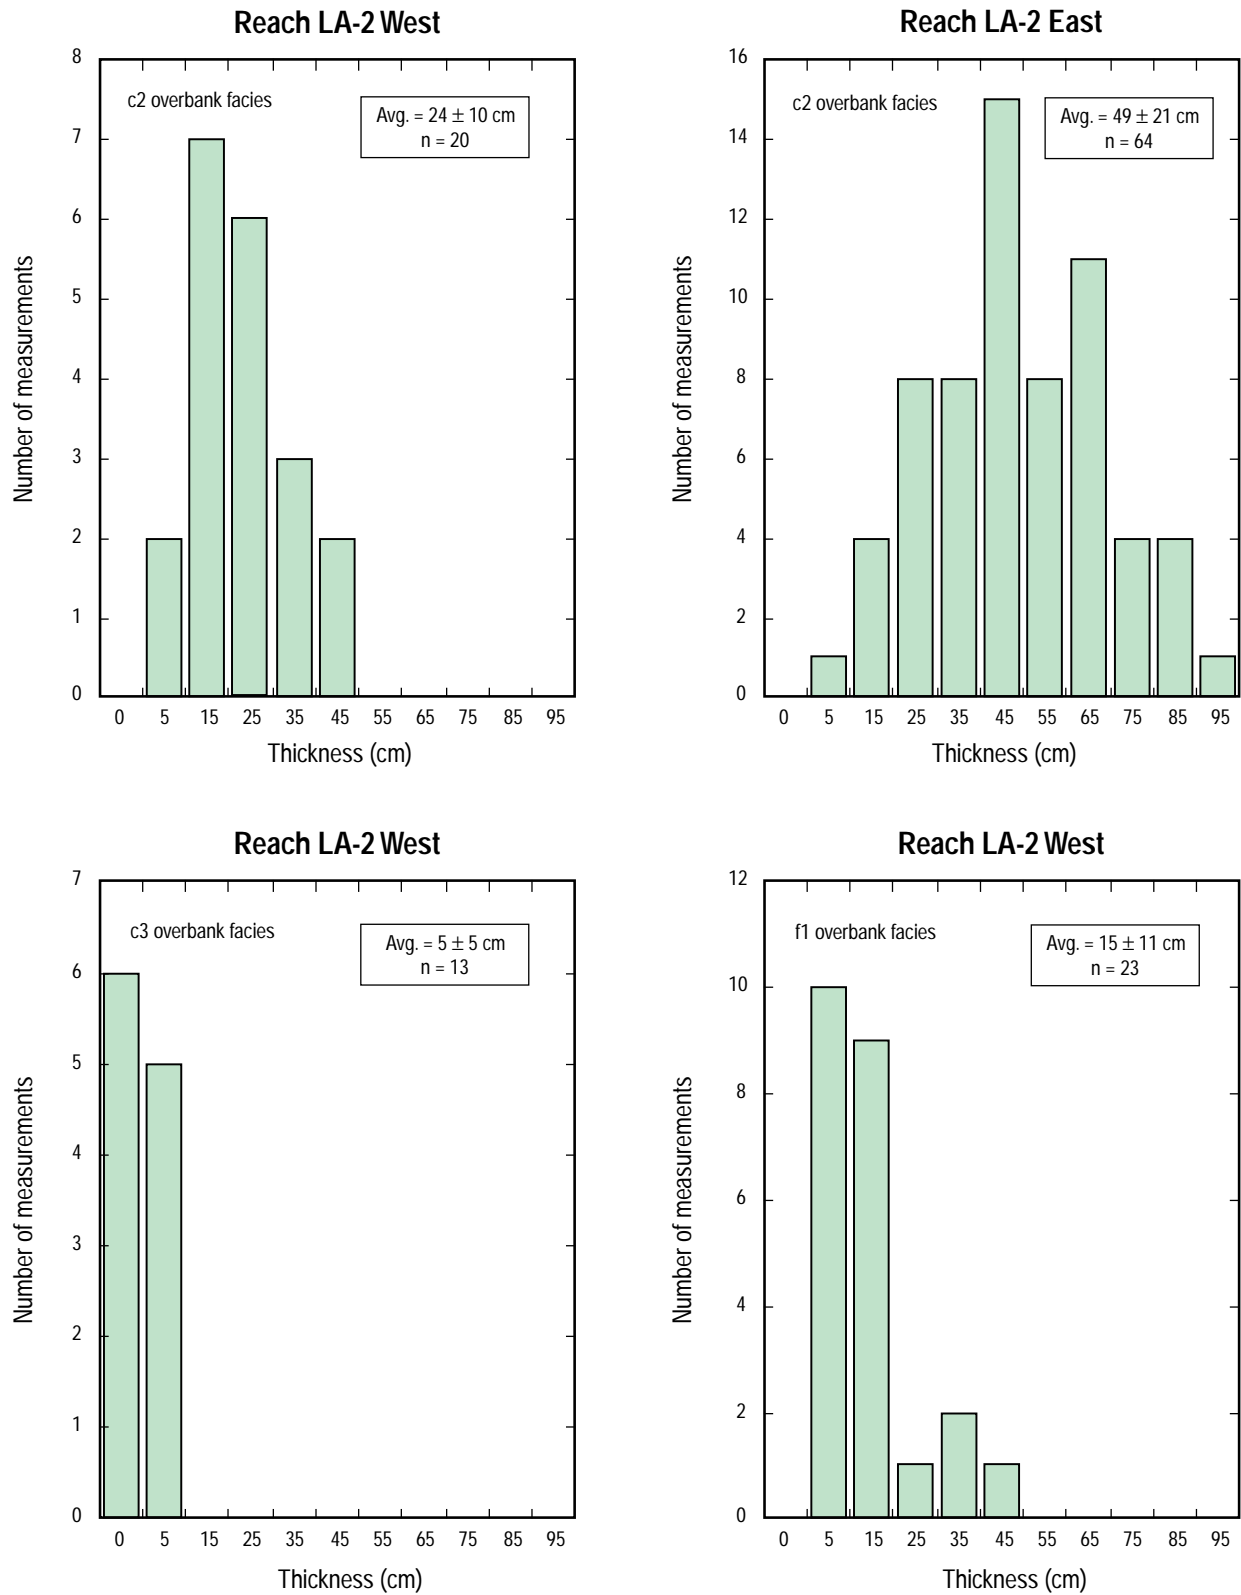 Reach LA-2 West
8
7
6
5
4
3
2
1
0
Number of measurements
c2 overbank facies
Avg. = 24 ± 10 cm
n = 20
0 5 15 25 35 45 55 65 75 85 95
Thickness (cm)
Reach LA-2 East
16
14
12
10
8
6
4
2
0
Number of measurements
c2 overbank facies
Avg. = 49 ± 21 cm
n = 64
0 5 15 25 35 45 55 65 75 85 95
Thickness (cm)
Reach LA-2 West
7
6
5
4
3
2
1
0
Number of measurements
c3 overbank facies
Avg. = 5 ± 5 cm
n = 13
0 5 15 25 35 45 55 65 75 85 95
Thickness (cm)
Reach LA-2 West
12
10
8
6
4
2
0
Number of measurements
f1 overbank facies
Avg. = 15 ± 11 cm
n = 23
0 5 15 25 35 45 55 65 75 85 95
Thickness (cm)